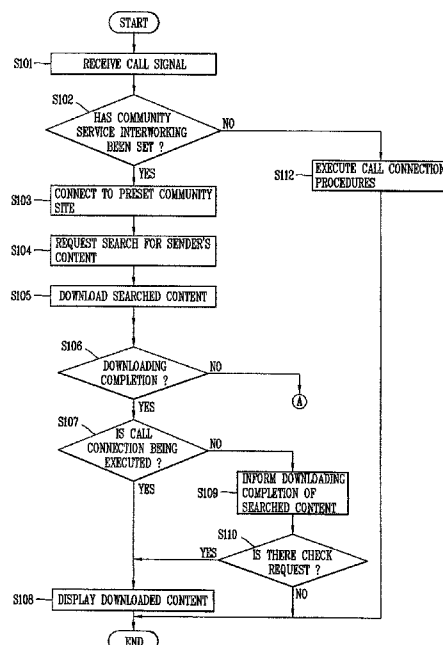 START
S101
RECEIVE CALL SIGNAL
S102
HAS COMMUNITY
SERVICE INTERWORKING
BEEN SET ?
NO
YES
S112
EXECUTE CALL CONNECTION
PROCEDURES
S103
CONNECT TO PRESET COMMUNITY
SITE
S104
REQUEST SEARCH FOR SENDER'S
CONTENT
S105
DOWNLOAD SEARCHED CONTENT
S106
DOWNLOADING
COMPLETION ?
NO
A
YES
S107
IS CALL
CONNECTION BEING
EXECUTED ?
NO
YES
S109
INFORM DOWNLOADING
COMPLETION OF
SEARCHED CONTENT
S110
IS THERE CHECK
REQUEST ?
YES
NO
S108
DISPLAY DOWNLOADED CONTENT
END